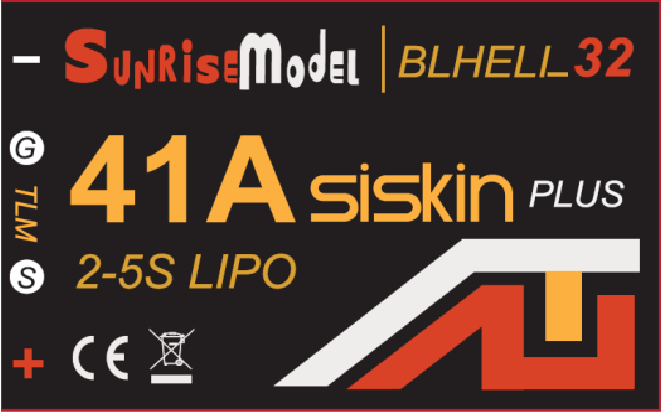 - SUNRiSEMODEL | BLHELI_32
G
TLM
S
41A siskin PLUS
2-5S LIPO
+ CE